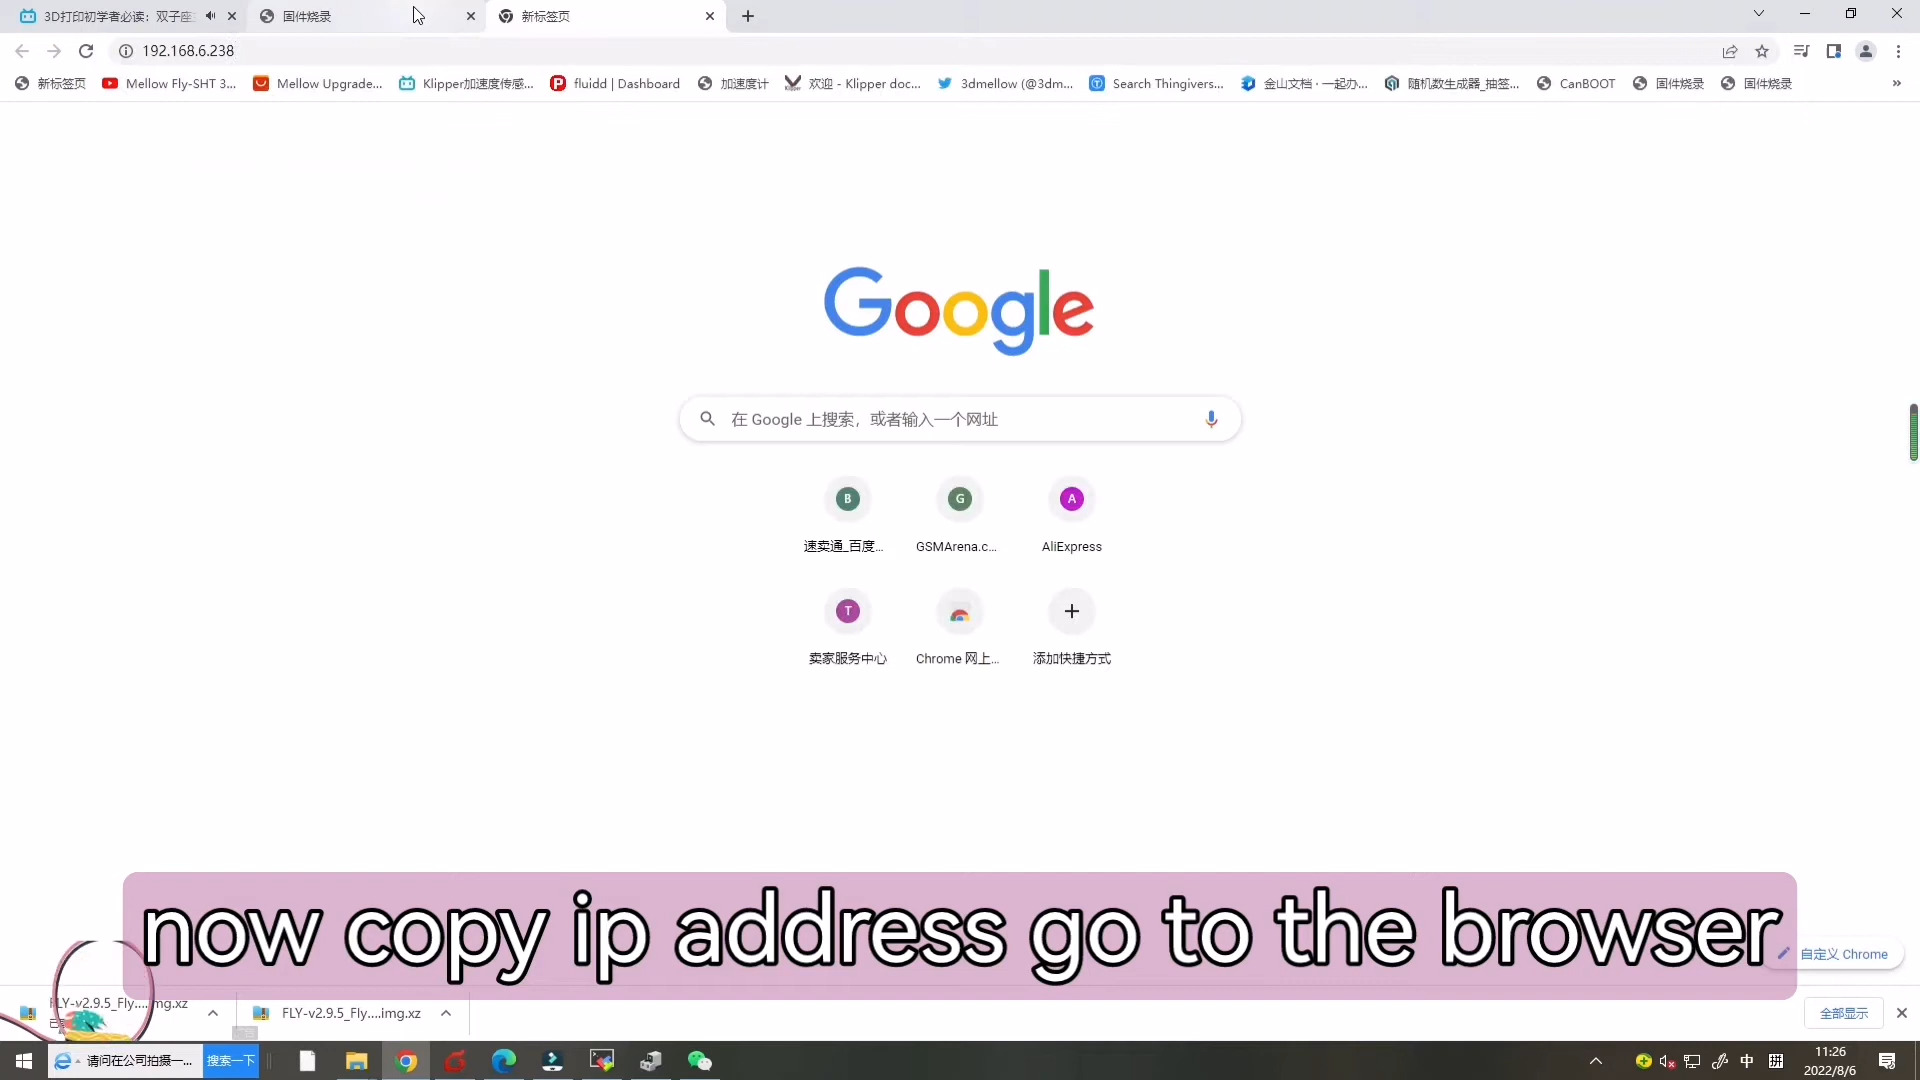 3D打印初学者必读：双子座
固件烧录
新标签页
192.168.6.238
新标签页
Mellow Fly-SHT 3...
Mellow Upgrade...
Klipper加速度传感...
fluidd | Dashboard
加速度计
欢迎 - Klipper doc...
3dmellow (@3dm...
Search Thingivers...
金山文档 · 一起办...
随机数生成器_抽签...
CanBOOT
固件烧录
固件烧录
»
Google
在 Google 上搜索，或者输入一个网址
B
G
A
速卖通_百度...
GSMArena.c...
AliExpress
T
卖家服务中心
Chrome 网上...
添加快捷方式
now copy ip address go to the browser
自定义 Chrome
FLY-v2.9.5_Fly....img.xz
FLY-v2.9.5_Fly....img.xz
全部显示
请问在公司拍摄一...
搜索一下
中
拼
11:26
2022/8/6